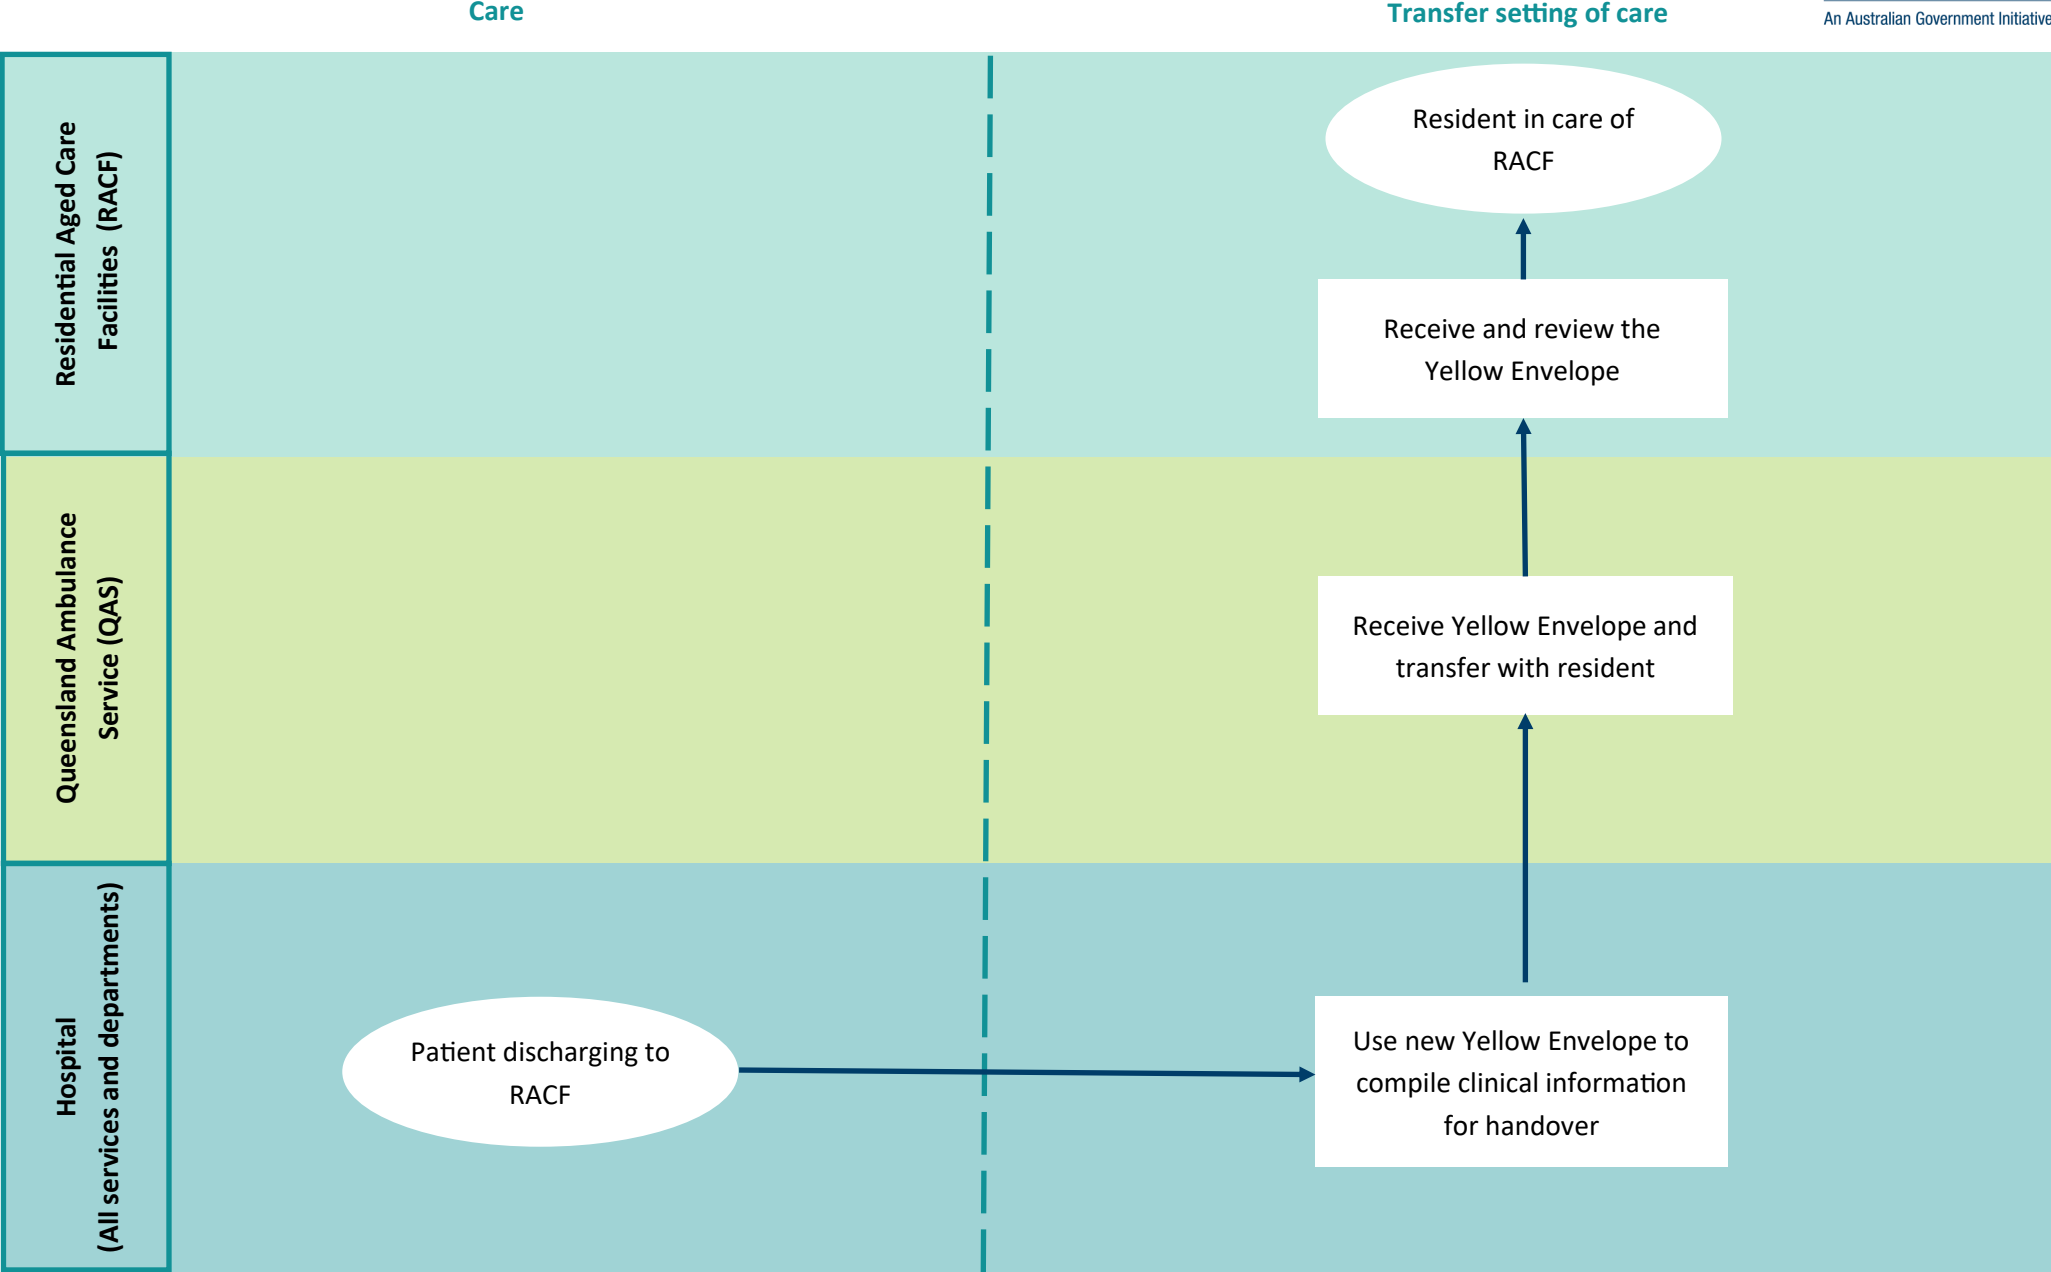 Care
Transfer setting of care
An Australian Government Initiative
Residential Aged Care
Facilities (RACF)
Resident in care of
RACF
Receive and review the
Yellow Envelope
Queensland Ambulance
Service (QAS)
Receive Yellow Envelope and
transfer with resident
Hospital
(All services and departments)
Patient discharging to
RACF
Use new Yellow Envelope to
compile clinical information
for handover